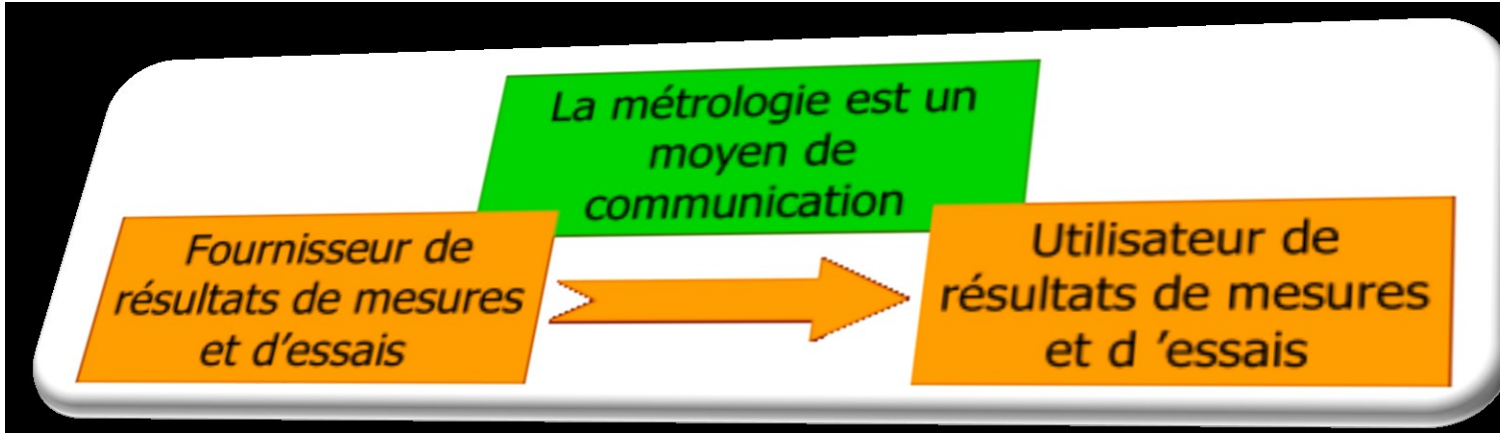 La métrologie est un
moyen de
communication
Fournisseur de
résultats de mesures
et d'essais
Utilisateur de
résultats de mesures
et d ’essais